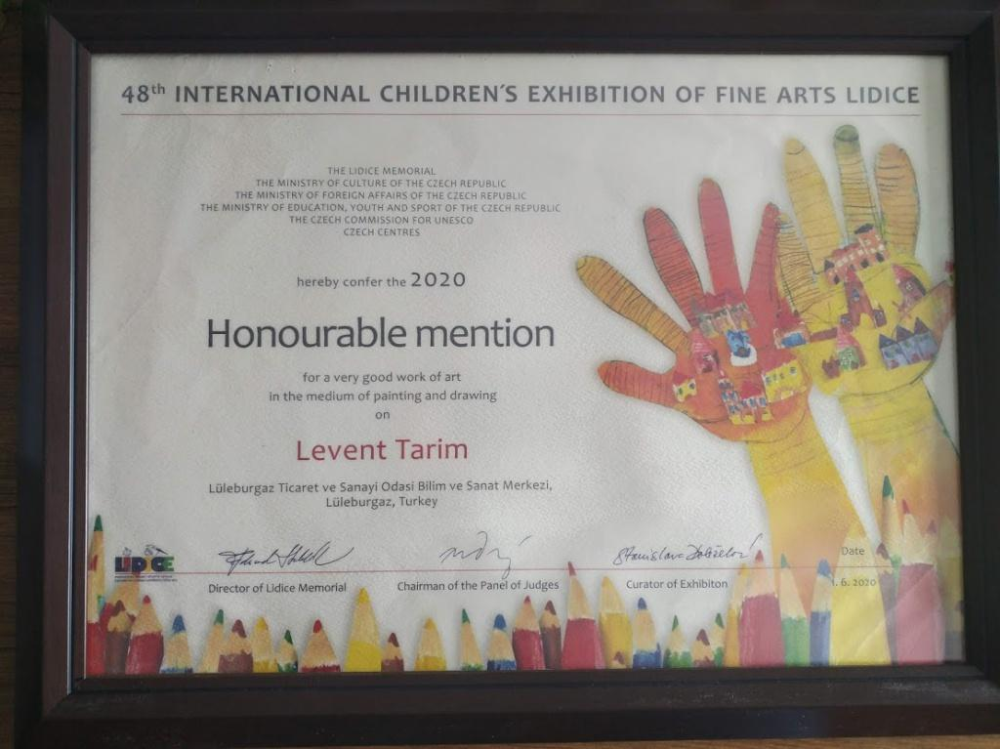 48th INTERNATIONAL CHILDREN'S EXHIBITION OF FINE ARTS LIDICE
THE LIDICE MEMORIAL
THE MINISTRY OF CULTURE OF THE CZECH REPUBLIC
THE MINISTRY OF FOREIGN AFFAIRS OF THE CZECH REPUBLIC
THE MINISTRY OF EDUCATION, YOUTH AND SPORT OF THE CZECH REPUBLIC
THE CZECH COMMISSION FOR UNESCO
CZECH CENTRES
hereby confer the 2020
Honourable mention
for a very good work of art
in the medium of painting and drawing
on
Levent Tarim
Lüleburgaz Ticaret ve Sanayi Odasi Bilim ve Sanat Merkezi,
Lüleburgaz, Turkey
LIDICE
Director of Lidice Memorial
Chairman of the Panel of Judges
Curator of Exhibiton
Date
1. 6. 2020